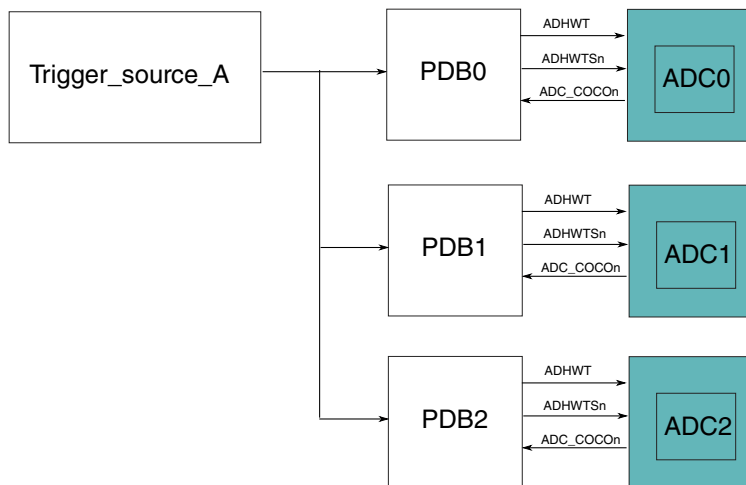 Trigger_source_A
PDB0
ADHWT
ADHWTSn
ADC_COCOn
ADC0
PDB1
ADHWT
ADHWTSn
ADC_COCOn
ADC1
PDB2
ADHWT
ADHWTSn
ADC_COCOn
ADC2